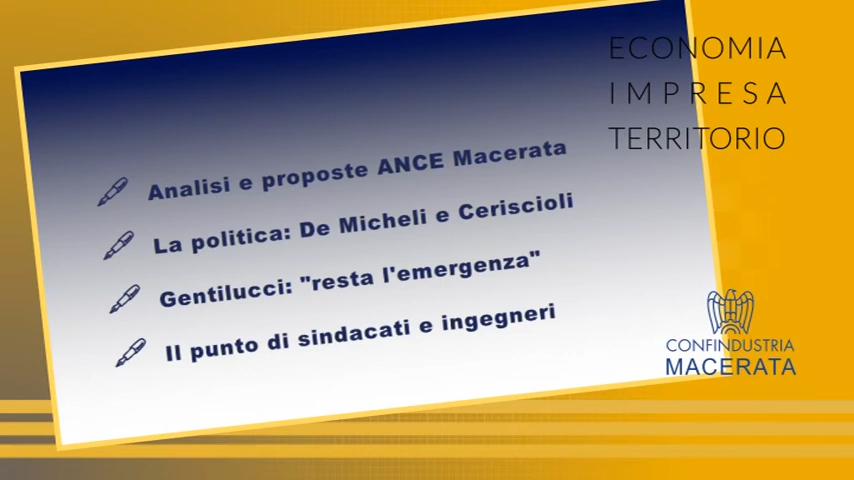 ECONOMIA
IMPRESA
TERRITORIO
Analisi e proposte ANCE Macerata
La politica: De Micheli e Ceriscioli
Gentilucci: "resta l'emergenza"
Il punto di sindacati e ingegneri
CONFINDUSTRIA
MACERATA